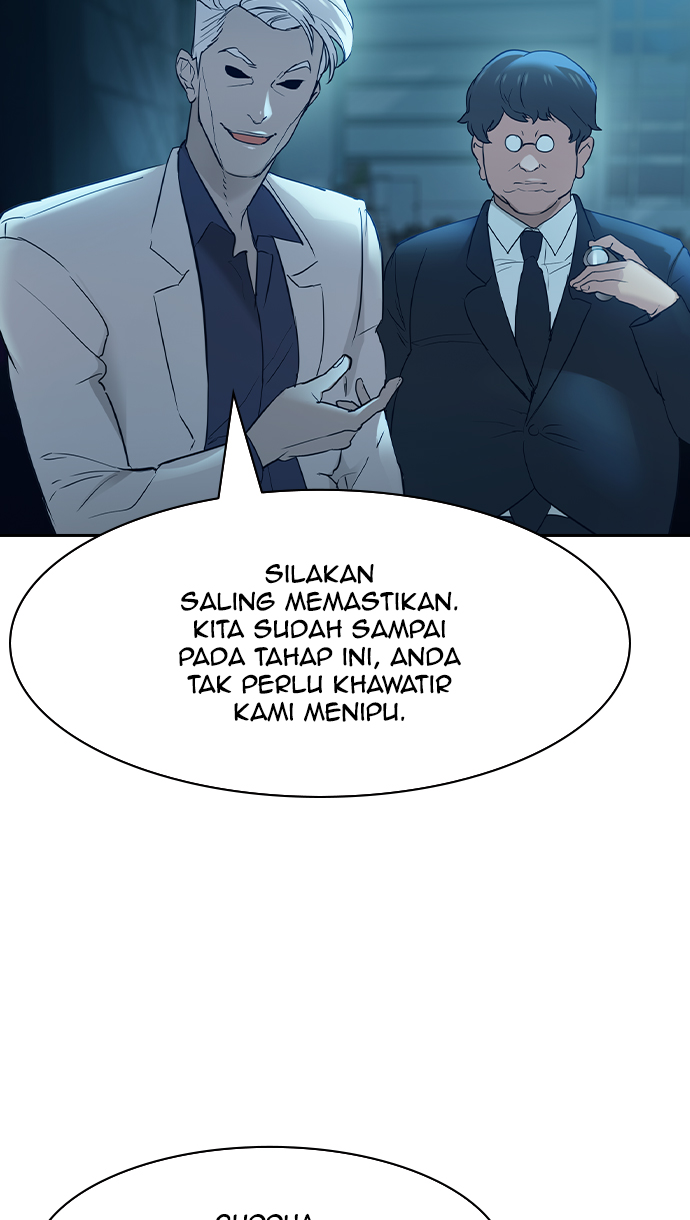 SILAKAN
SALING MEMASTIKAN.
KITA SUDAH SAMPAI
PADA TAHAP INI, ANDA
TAK PERLU KHAWATIR
KAMI MENIPU.